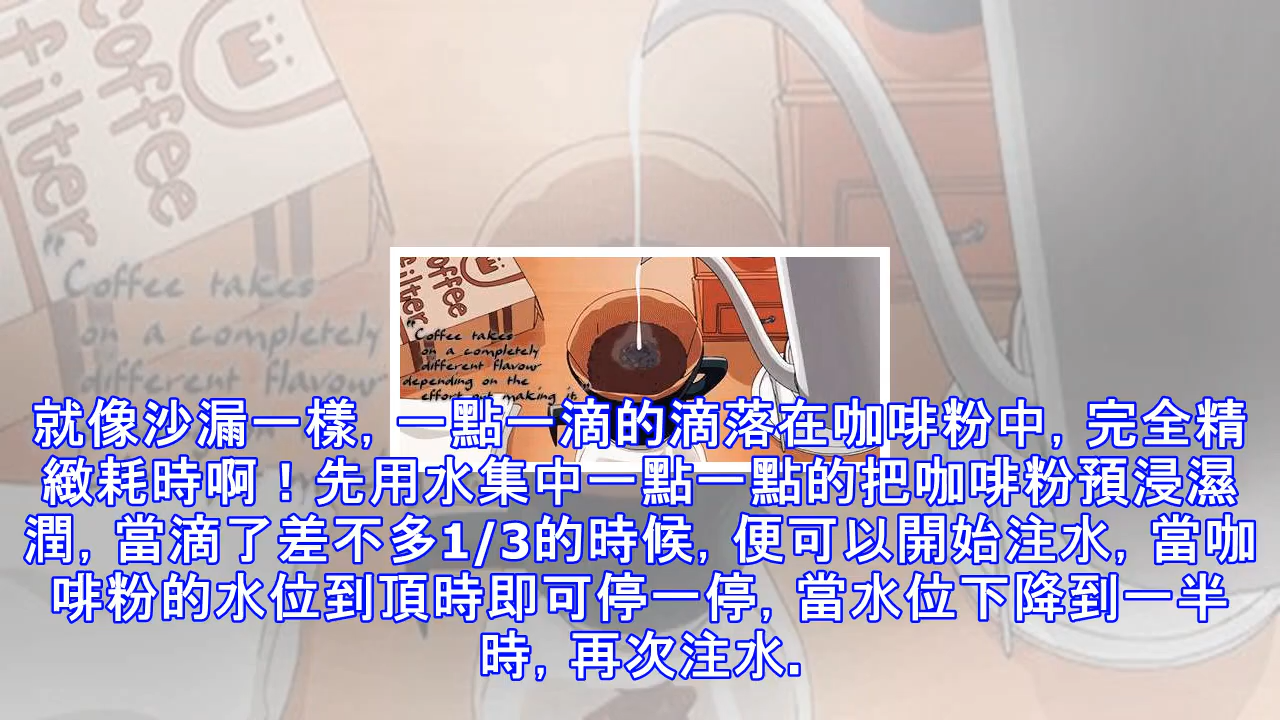 coffee
filter
"Coffee takes
on a completely
different flavour
depending on the
effort put making it"
就像沙漏一樣, 一點一滴的滴落在咖啡粉中, 完全精
緻耗時啊！先用水集中一點一點的把咖啡粉預浸濕
潤, 當滴了差不多1/3的時候, 便可以開始注水, 當咖
啡粉的水位到頂時即可停一停, 當水位下降到一半
時, 再次注水.